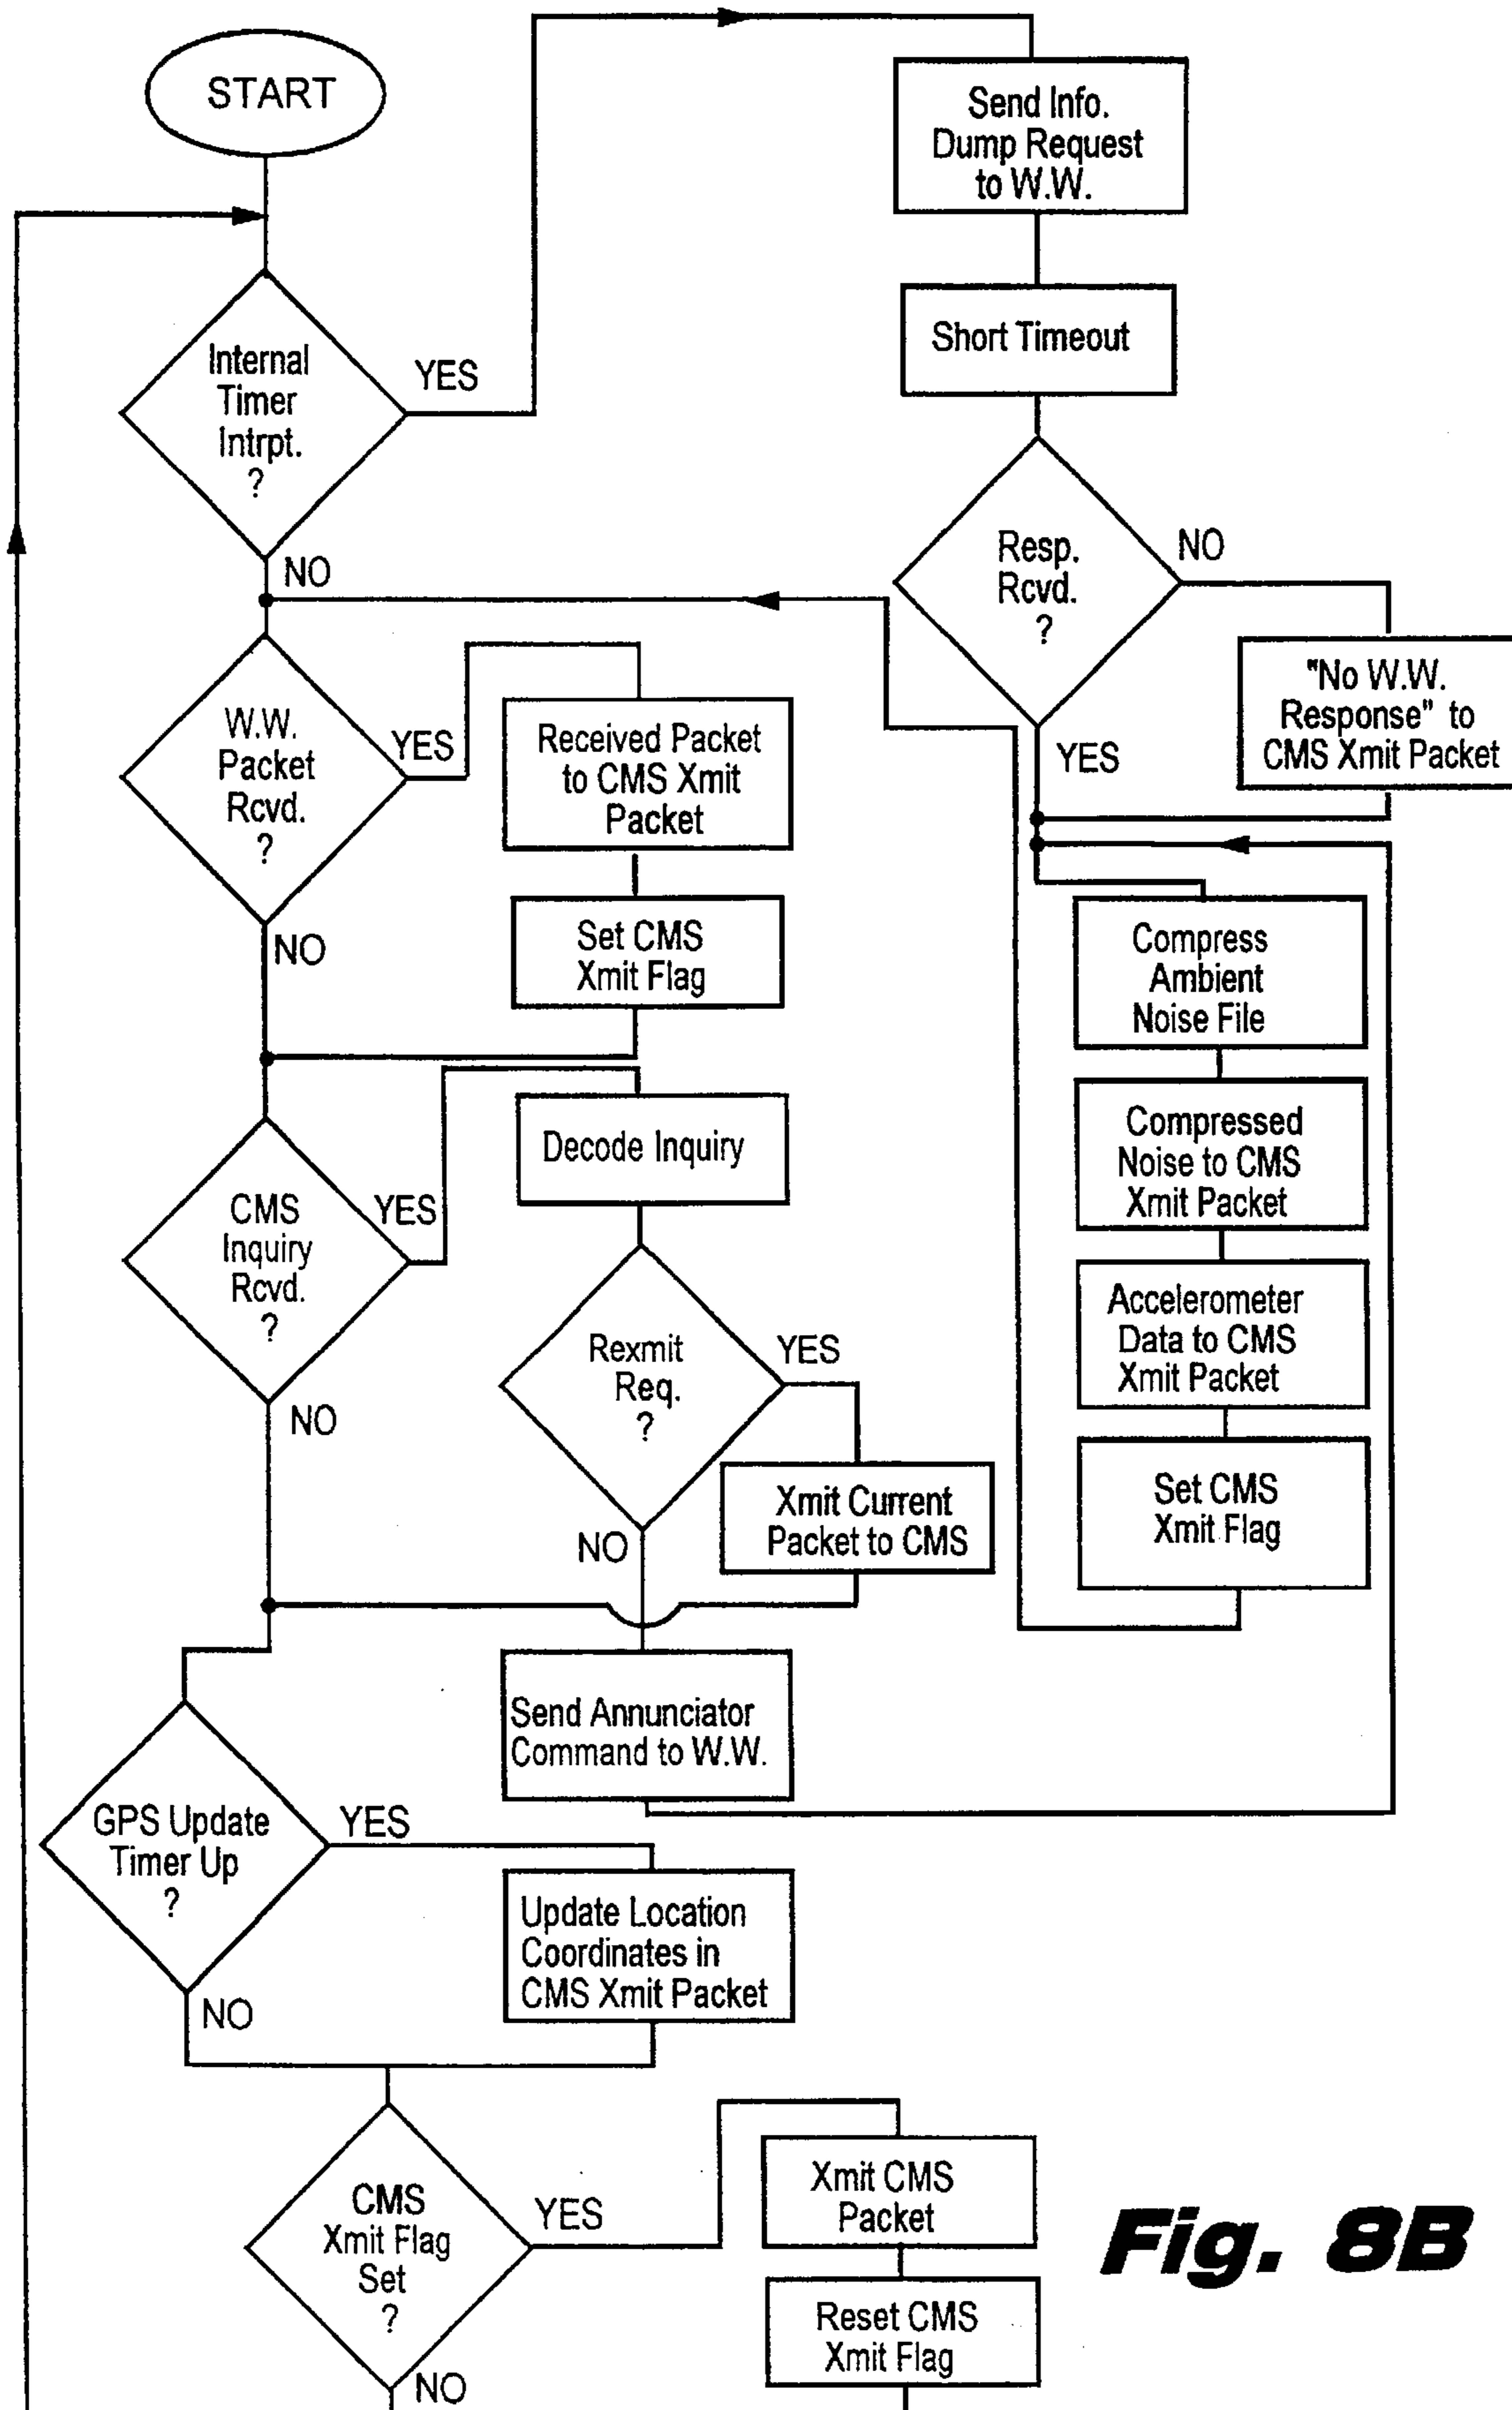 START
Send Info.
Dump Request
to W.W.
Short Timeout
Internal
Timer
Intrpt.
?
YES
NO
Resp.
Rcvd.
?
NO
YES
"No W.W.
Response" to
CMS Xmit Packet
W.W.
Packet
Rcvd.
?
YES
NO
Received Packet
to CMS Xmit
Packet
Set CMS
Xmit Flag
Compress
Ambient
Noise File
Compressed
Noise to CMS
Xmit Packet
Accelerometer
Data to CMS
Xmit Packet
Set CMS
Xmit Flag
CMS
Inquiry
Rcvd.
?
YES
NO
Decode Inquiry
Rexmit
Req.
?
YES
NO
Xmit Current
Packet to CMS
Send Annunciator
Command to W.W.
GPS Update
Timer Up
?
YES
NO
Update Location
Coordinates in
CMS Xmit Packet
CMS
Xmit Flag
Set
?
YES
NO
Xmit CMS
Packet
Reset CMS
Xmit Flag
Fig. 8B